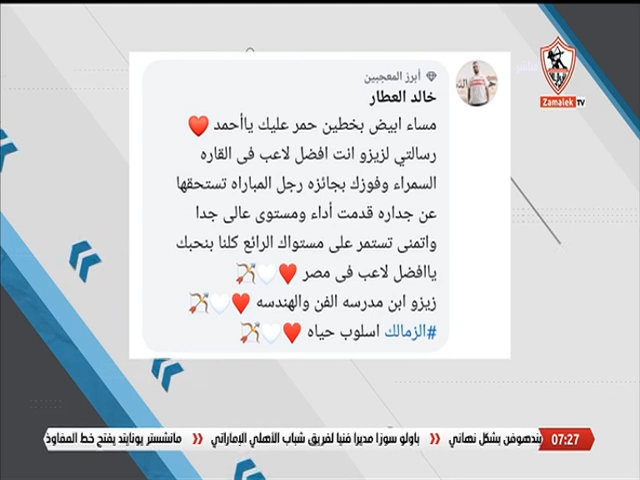 Zamalek TV
أبرز المعجبين
خالد العطار
مساء ابيض بخطين حمر عليك ياأحمد ❤️
رسالتي لزيزو انت افضل لاعب فى القاره
السمراء وفوزك بجائزه رجل المباراه تستحقها
عن جداره قدمت أداء ومستوى عالى جدا
واتمنى تستمر على مستواك الرائع كلنا بنحبك
ياافضل لاعب فى مصر ❤️🤍🏹
زيزو ابن مدرسه الفن والهندسه ❤️🤍🏹
#الزمالك اسلوب حياه ❤️🤍🏹
07:27 يندهوفن بشكل نهاني » باولو سوزا مديرا فنيا لفريق شباب الأهلي الإماراتي » مانشستر يونايتد يفتح خط المفاوذ